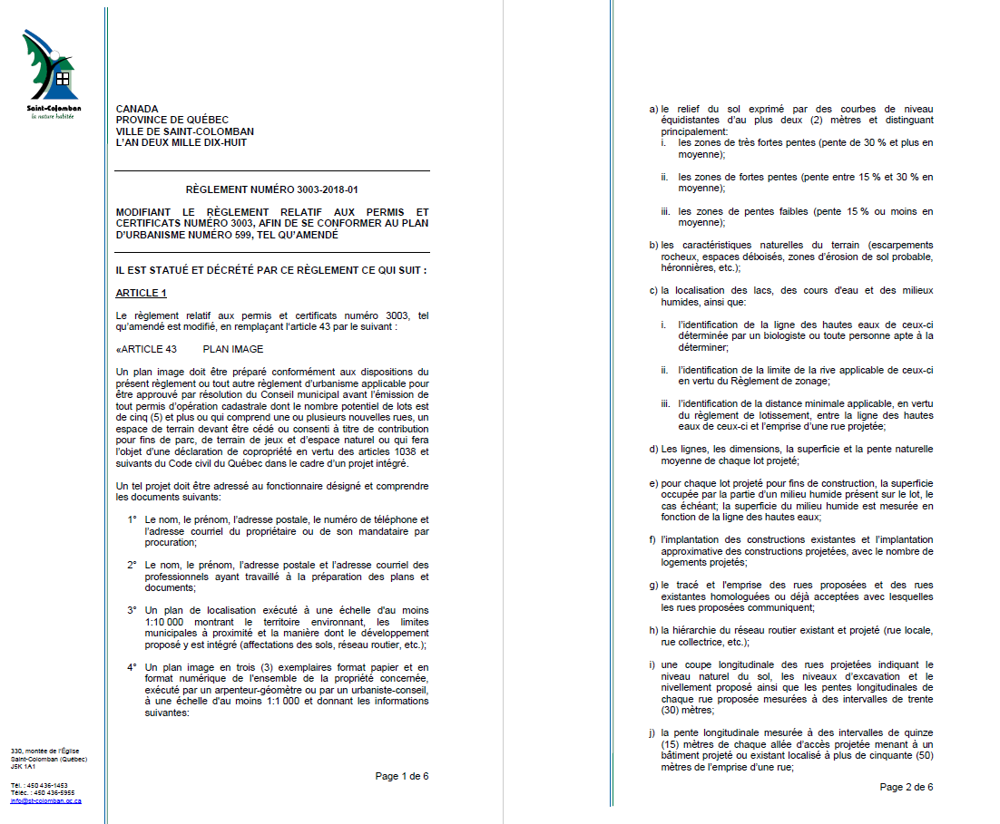 Saint-Colomban
la nature habitée
CANADA
PROVINCE DE QUÉBEC
VILLE DE SAINT-COLOMBAN
L'AN DEUX MILLE DIX-HUIT
RÈGLEMENT NUMÉRO 3003-2018-01
MODIFIANT LE RÈGLEMENT RELATIF AUX PERMIS ET
CERTIFICATS NUMÉRO 3003, AFIN DE SE CONFORMER AU PLAN
D'URBANISME NUMÉRO 599, TEL QU'AMENDÉ
IL EST STATUÉ ET DÉCRÉTÉ PAR CE RÈGLEMENT CE QUI SUIT :
ARTICLE 1
Le règlement relatif aux permis et certificats numéro 3003, tel
qu'amendé est modifié, en remplaçant l'article 43 par le suivant :
«ARTICLE 43 PLAN IMAGE
Un plan image doit être préparé conformément aux dispositions du
présent règlement ou tout autre règlement d'urbanisme applicable pour
être approuvé par résolution du Conseil municipal avant l'émission de
tout permis d'opération cadastrale dont le nombre potentiel de lots est
de cinq (5) et plus ou qui comprend une ou plusieurs nouvelles rues, un
espace de terrain devant être cédé ou consenti à titre de contribution
pour fins de parc, de terrain de jeux et d'espace naturel ou qui fera
l'objet d'une déclaration de copropriété en vertu des articles 1038 et
suivants du Code civil du Québec dans le cadre d'un projet intégré.
Un tel projet doit être adressé au fonctionnaire désigné et comprendre
les documents suivants:
1° Le nom, le prénom, l'adresse postale, le numéro de téléphone et
l'adresse courriel du propriétaire ou de son mandataire par
procuration;
2° Le nom, le prénom, l'adresse postale et l'adresse courriel des
professionnels ayant travaillé à la préparation des plans et
documents;
3° Un plan de localisation exécuté à une échelle d'au moins
1:10 000 montrant le territoire environnant, les limites
municipales à proximité et la manière dont le développement
proposé y est intégré (affectations des sols, réseau routier, etc.);
4° Un plan image en trois (3) exemplaires format papier et en
format numérique de l'ensemble de la propriété concernée,
exécuté par un arpenteur-géomètre ou par un urbaniste-conseil,
à une échelle d'au moins 1:1 000 et donnant les informations
suivantes:
330, montée de l'Église
Saint-Colomban (Québec)
J5K 1A1
Tél. : 450 436-1453
Téléc. : 450 436-5955
info@st-colomban.qc.ca
Page 1 de 6
a) le relief du sol exprimé par des courbes de niveau
équidistantes d'au plus deux (2) mètres et distinguant
principalement:
i. les zones de très fortes pentes (pente de 30 % et plus en
moyenne);
ii. les zones de fortes pentes (pente entre 15 % et 30 % en
moyenne);
iii. les zones de pentes faibles (pente 15 % ou moins en
moyenne);
b) les caractéristiques naturelles du terrain (escarpements
rocheux, espaces déboisés, zones d'érosion de sol probable,
héronnières, etc.);
c) la localisation des lacs, des cours d'eau et des milieux
humides, ainsi que:
i. l'identification de la ligne des hautes eaux de ceux-ci
déterminée par un biologiste ou toute personne apte à la
déterminer;
ii. l'identification de la limite de la rive applicable de ceux-ci
en vertu du Règlement de zonage;
iii. l'identification de la distance minimale applicable, en vertu
du règlement de lotissement, entre la ligne des hautes
eaux de ceux-ci et l'emprise d'une rue projetée;
d) Les lignes, les dimensions, la superficie et la pente naturelle
moyenne de chaque lot projeté;
e) pour chaque lot projeté pour fins de construction, la superficie
occupée par la partie d'un milieu humide présent sur le lot, le
cas échéant; la superficie du milieu humide est mesurée en
fonction de la ligne des hautes eaux;
f) l'implantation des constructions existantes et l'implantation
approximative des constructions projetées, avec le nombre de
logements projetés;
g) le tracé et l'emprise des rues proposées et des rues
existantes homologuées ou déjà acceptées avec lesquelles
les rues proposées communiquent;
h) la hiérarchie du réseau routier existant et projeté (rue locale,
rue collectrice, etc.);
i) une coupe longitudinale des rues projetées indiquant le
niveau naturel du sol, les niveaux d'excavation et le
nivellement proposé ainsi que les pentes longitudinales de
chaque rue proposée mesurées à des intervalles de trente
(30) mètres;
j) la pente longitudinale mesurée à des intervalles de quinze
(15) mètres de chaque allée d'accès projetée menant à un
bâtiment projeté ou existant localisé à plus de cinquante (50)
mètres de l'emprise d'une rue;
Page 2 de 6